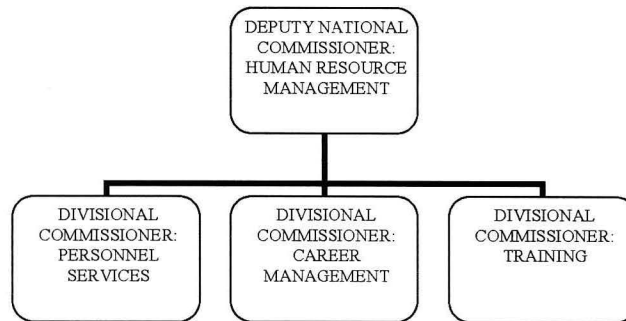 DEPUTY NATIONAL
COMMISSIONER:
HUMAN RESOURCE
MANAGEMENT
DIVISIONAL
COMMISSIONER:
PERSONNEL
SERVICES
DIVISIONAL
COMMISSIONER:
CAREER
MANAGEMENT
DIVISIONAL
COMMISSIONER:
TRAINING